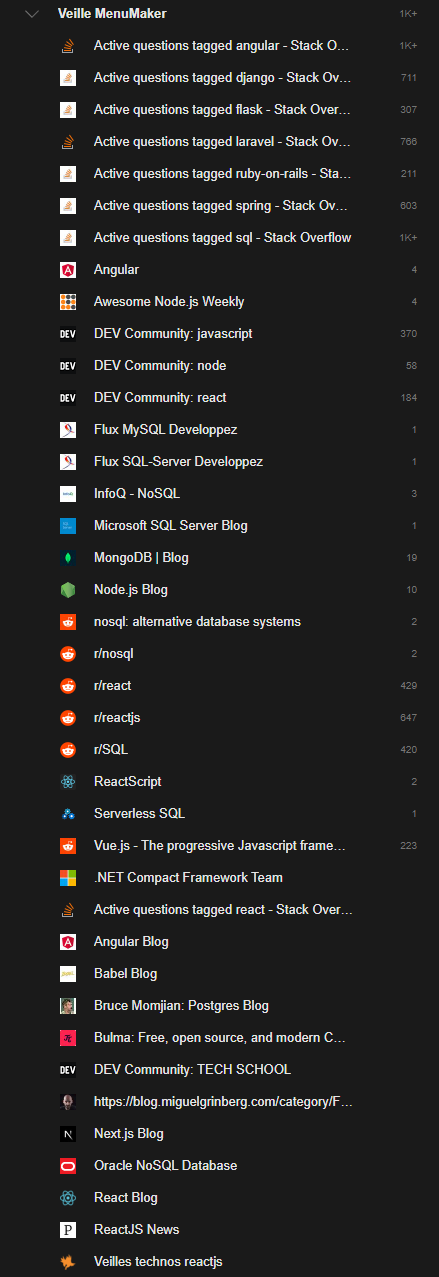 Veille MenuMaker 1K+
Active questions tagged angular - Stack O... 1K+
Active questions tagged django - Stack Ov... 711
Active questions tagged flask - Stack Over... 307
Active questions tagged laravel - Stack Ov... 766
Active questions tagged ruby-on-rails - Sta... 211
Active questions tagged spring - Stack Ov... 603
Active questions tagged sql - Stack Overflow 1K+
Angular 4
Awesome Node.js Weekly 4
DEV DEV Community: javascript 370
DEV DEV Community: node 58
DEV DEV Community: react 184
Flux MySQL Developpez 1
Flux SQL-Server Developpez 1
InfoQ - NoSQL 3
Microsoft SQL Server Blog 1
MongoDB | Blog 19
Node.js Blog 10
nosql: alternative database systems 2
r/nosql 2
r/react 429
r/reactjs 647
r/SQL 420
ReactScript 2
Serverless SQL 1
Vue.js - The progressive Javascript frame... 223
.NET Compact Framework Team
Active questions tagged react - Stack Over...
Angular Blog
Babel Blog
Bruce Momjian: Postgres Blog
Bulma: Free, open source, and modern C...
DEV DEV Community: TECH SCHOOL
https://blog.miguelgrinberg.com/category/F...
Next.js Blog
Oracle NoSQL Database
React Blog
P ReactJS News
Veilles technos reactjs